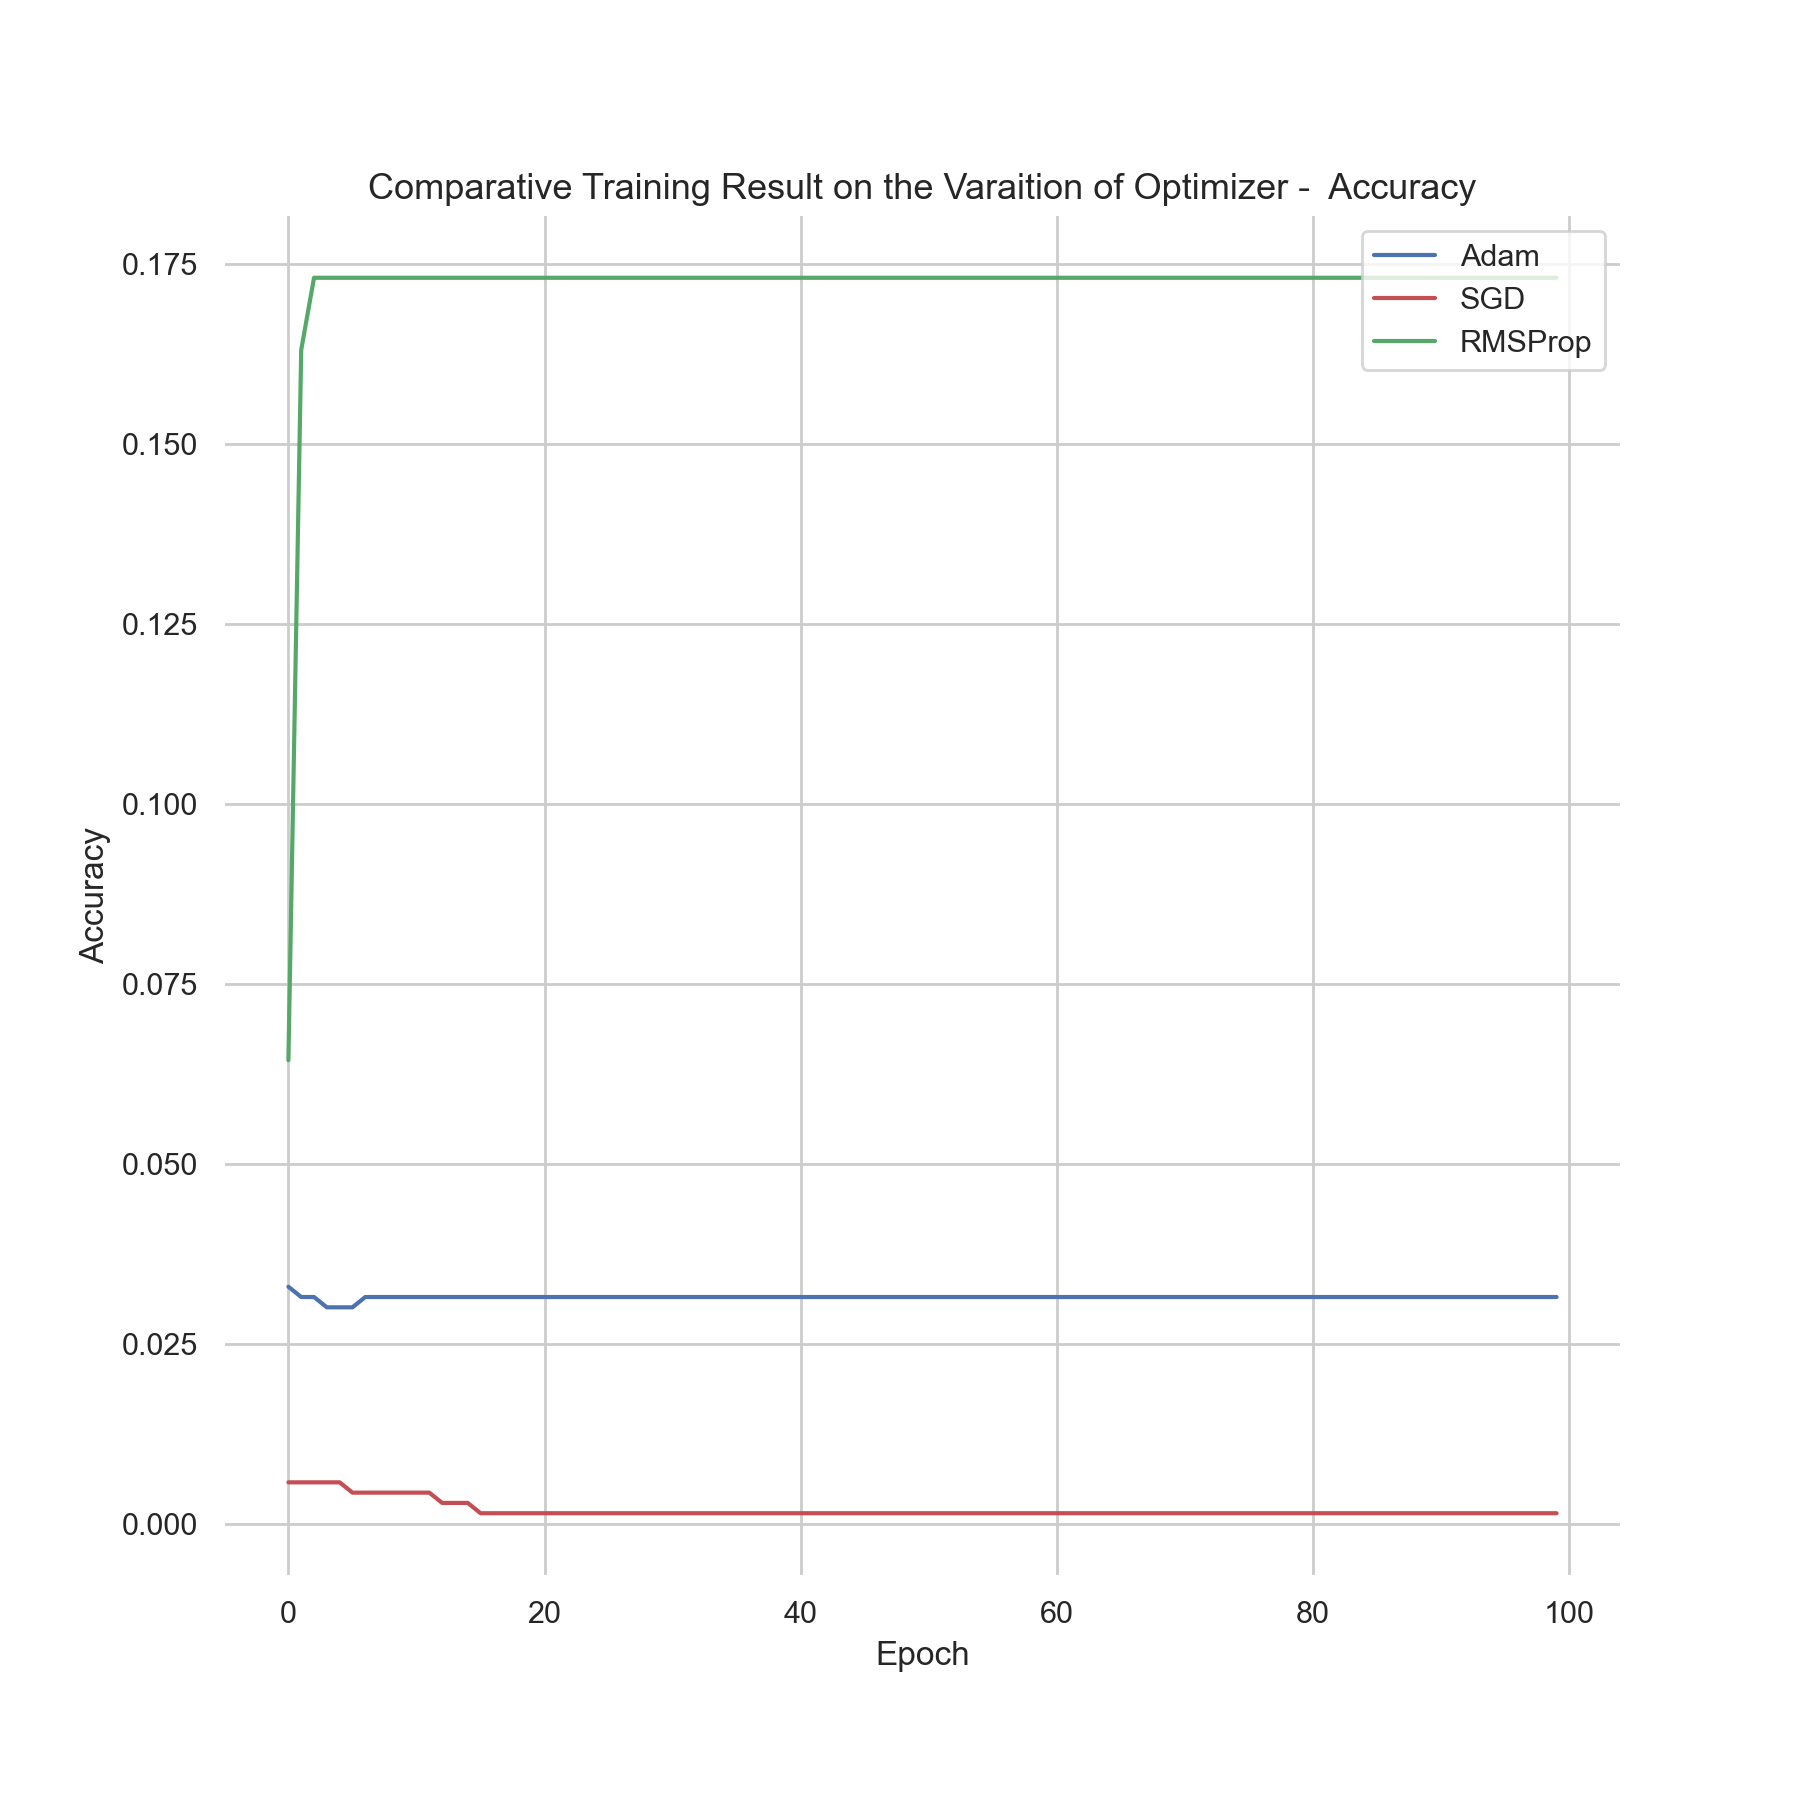 Comparative Training Result on the Varaition of Optimizer -  Accuracy
Adam
SGD
RMSProp
0.175
0.150
0.125
0.100
0.075
0.050
0.025
0.000
Accuracy
0 20 40 60 80 100
Epoch